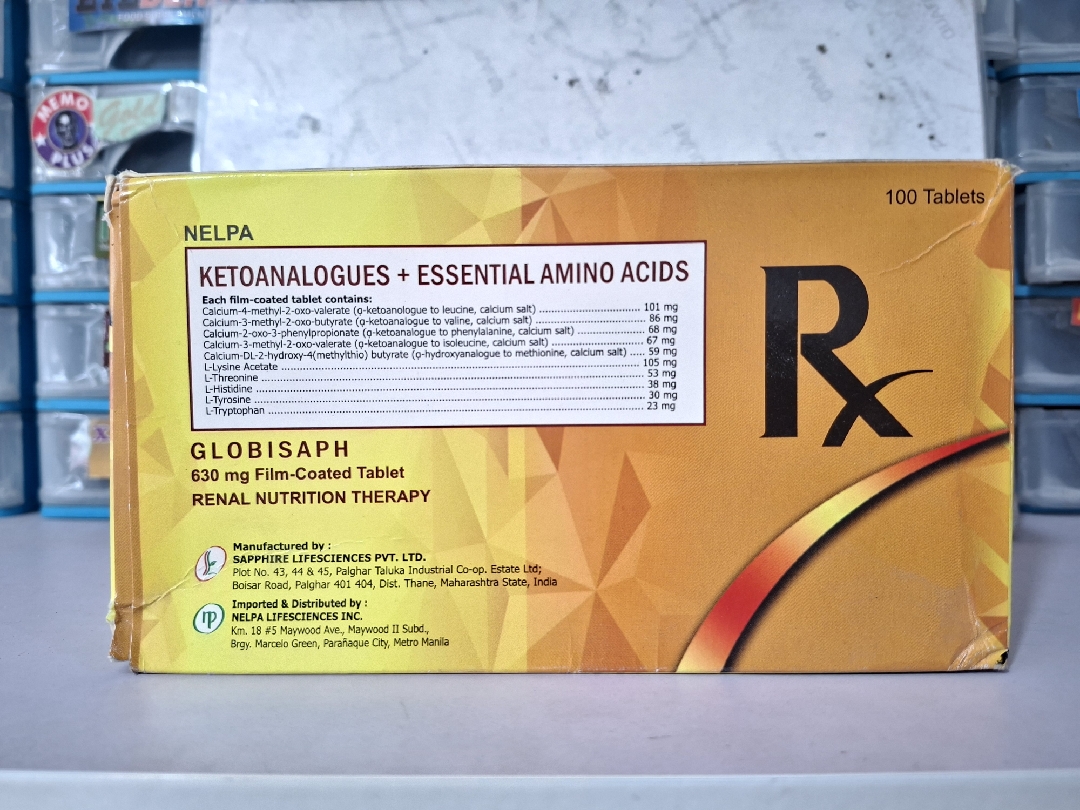 MEMO
PLUS
Gold
100 Tablets
NELPA
KETOANALOGUES + ESSENTIAL AMINO ACIDS
Each film-coated tablet contains:
Calcium-4-methyl-2-oxo-valerate (α-ketoanologue to leucine, calcium salt) ........ 101 mg
Calcium-3-methyl-2-oxo-butyrate (α-ketoanalogue to valine, calcium salt) ........ 86 mg
Calcium-2-oxo-3-phenylpropionate (α-ketoanalogue to phenylalanine, calcium salt) ........ 68 mg
Calcium-3-methyl-2-oxo-valerate (α-ketoanalogue to isoleucine, calcium salt) ........ 67 mg
Calcium-DL-2-hydroxy-4(methylthio) butyrate (α-hydroxyanalogue to methionine, calcium salt) ..... 59 mg
L-Lysine Acetate ........ 105 mg
L-Threonine ........ 53 mg
L-Histidine ........ 38 mg
L-Tyrosine ........ 30 mg
L-Tryptophan ........ 23 mg
Rx
GLOBISAPH
630 mg Film-Coated Tablet
RENAL NUTRITION THERAPY
Manufactured by :
SAPPHIRE LIFESCIENCES PVT. LTD.
Plot No. 43, 44 & 45, Palghar Taluka Industrial Co-op. Estate Ltd;
Boisar Road, Palghar 401 404, Dist. Thane, Maharashtra State, India
Imported & Distributed by :
NELPA LIFESCIENCES INC.
Km. 18 #5 Maywood Ave., Maywood II Subd.,
Brgy. Marcelo Green, Parañaque City, Metro Manila